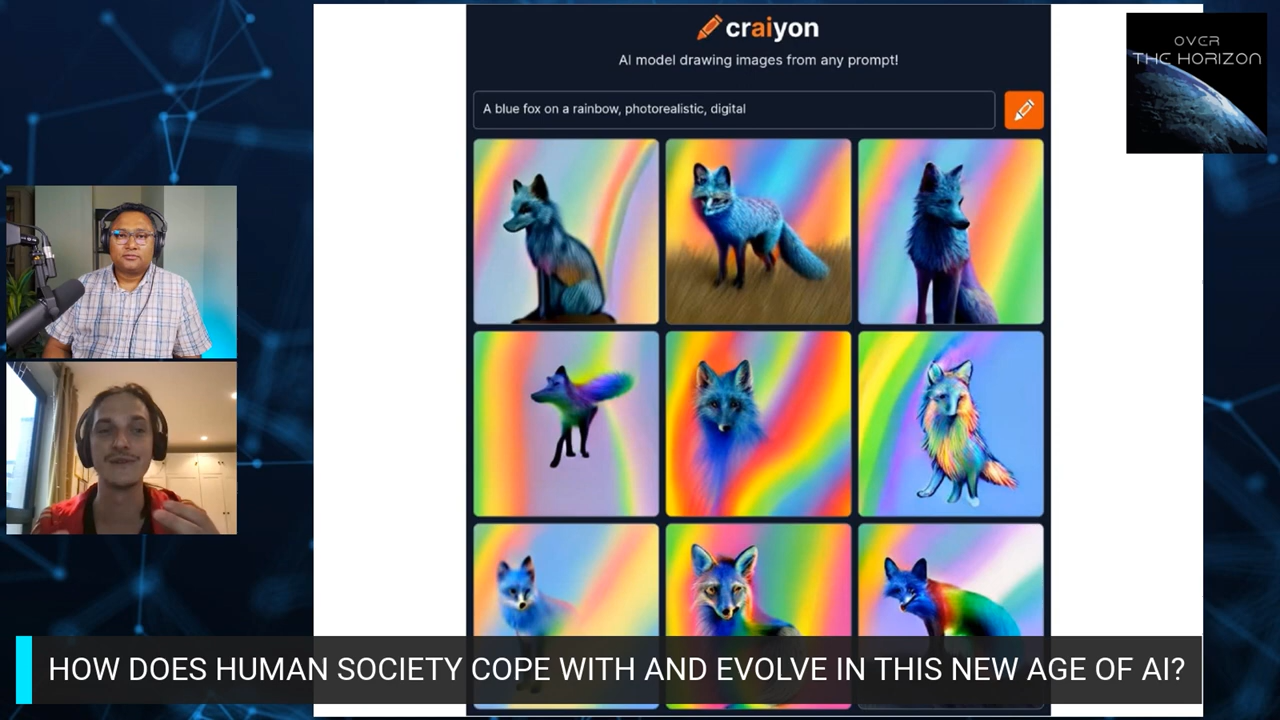 craiyon
AI model drawing images from any prompt!
A blue fox on a rainbow, photorealistic, digital
OVER
THE HORIZON
HOW DOES HUMAN SOCIETY COPE WITH AND EVOLVE IN THIS NEW AGE OF AI?